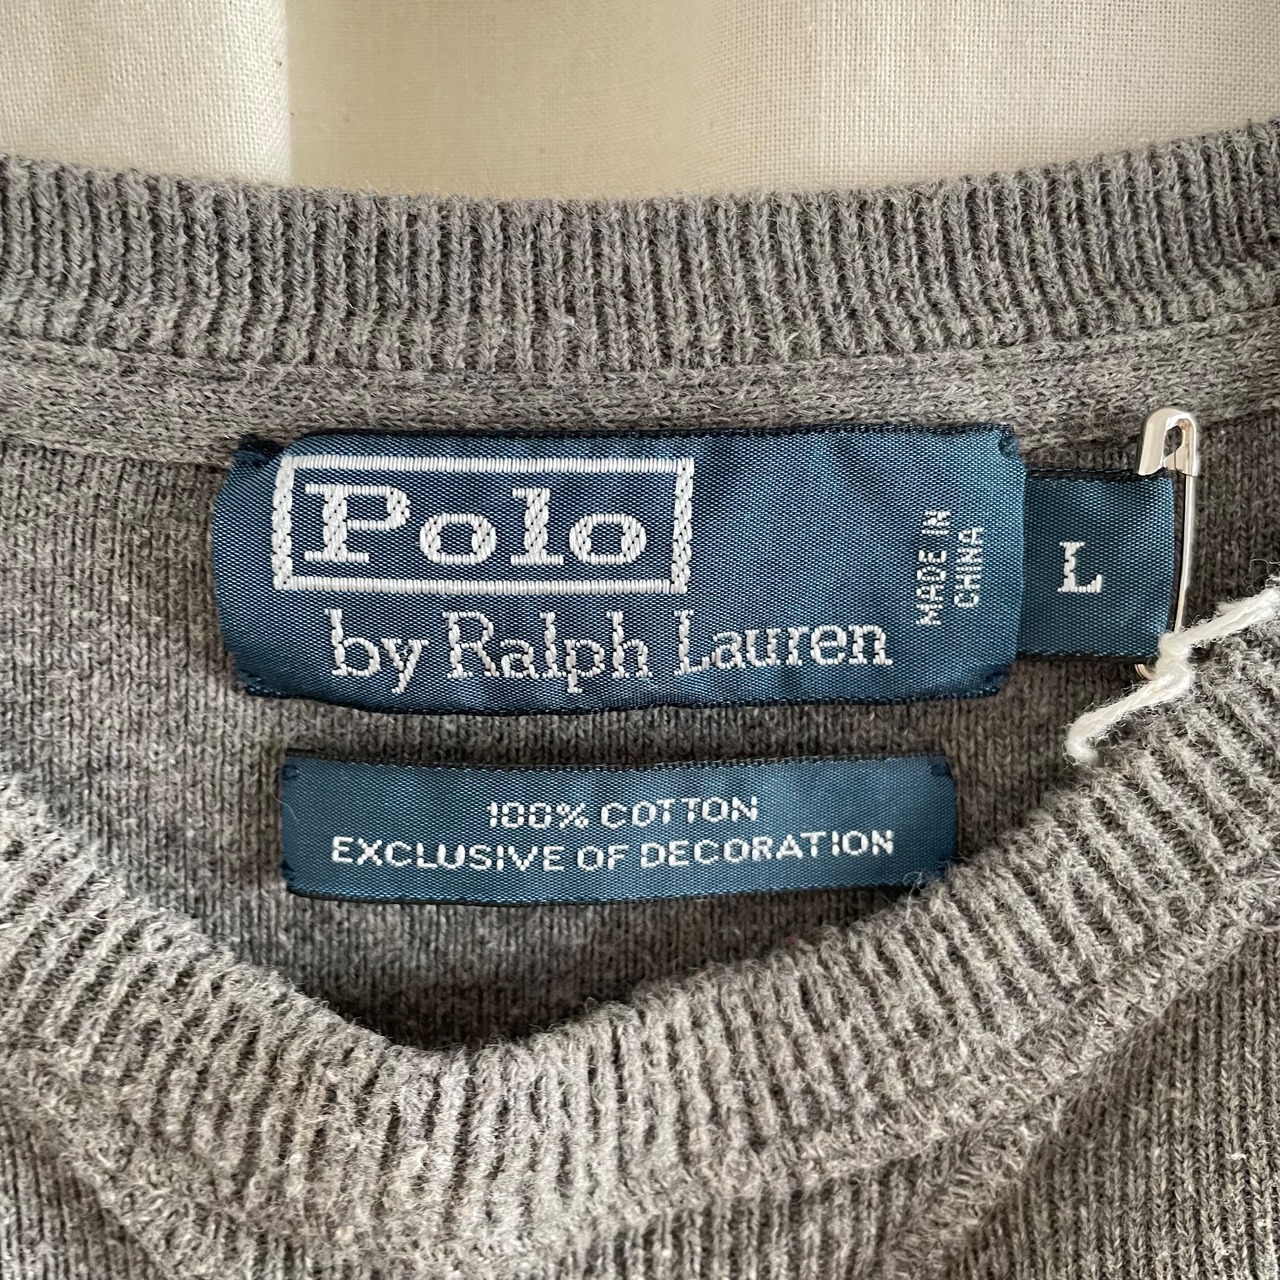 Polo
by Ralph Lauren
MADE IN
CHINA
L
100% COTTON
EXCLUSIVE OF DECORATION